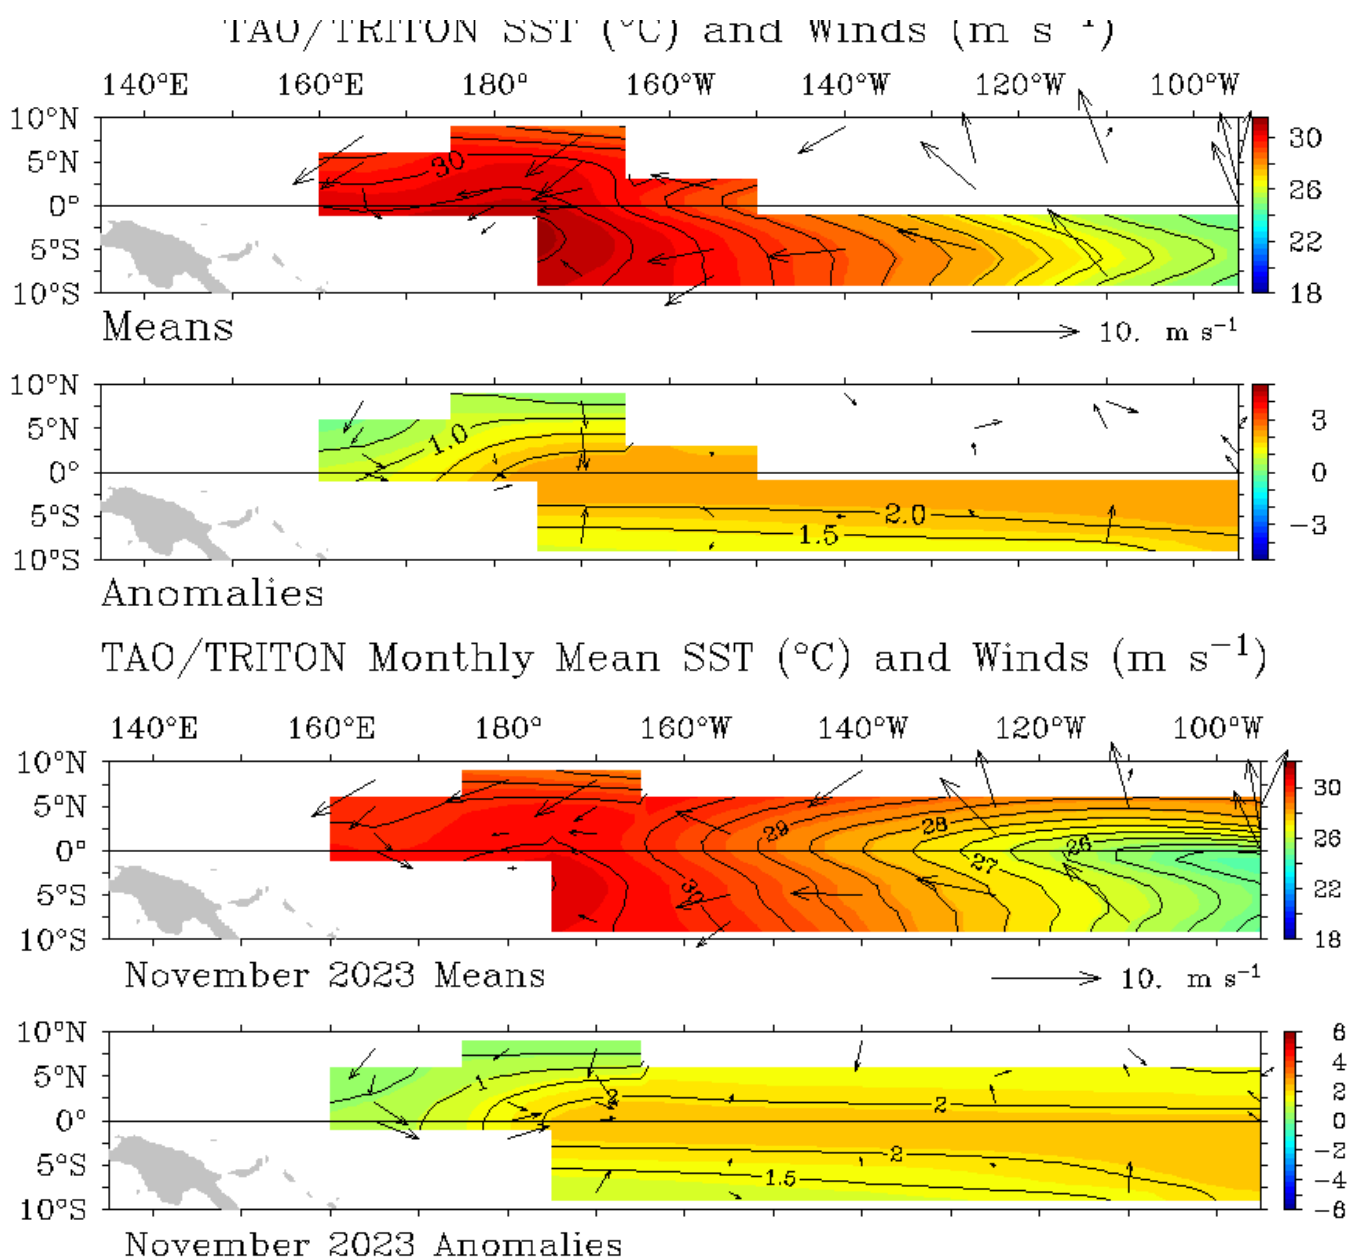 TAO/TRITON SST (°C) and Winds (m s⁻¹)
140°E 160°E 180° 160°W 140°W 120°W 100°W
10°N
5°N
0°
5°S
10°S
30
30
26
22
18
Means
10. m s⁻¹
10°N
5°N
0°
5°S
10°S
1.0
2.0
1.5
3
0
−3
Anomalies
TAO/TRITON Monthly Mean SST (°C) and Winds (m s⁻¹)
140°E 160°E 180° 160°W 140°W 120°W 100°W
10°N
5°N
0°
5°S
10°S
29
28
27
26
30
30
26
22
18
November 2023 Means
10. m s⁻¹
10°N
5°N
0°
5°S
10°S
1
2
2
2
1.5
6
4
2
0
−2
−4
−6
November 2023 Anomalies